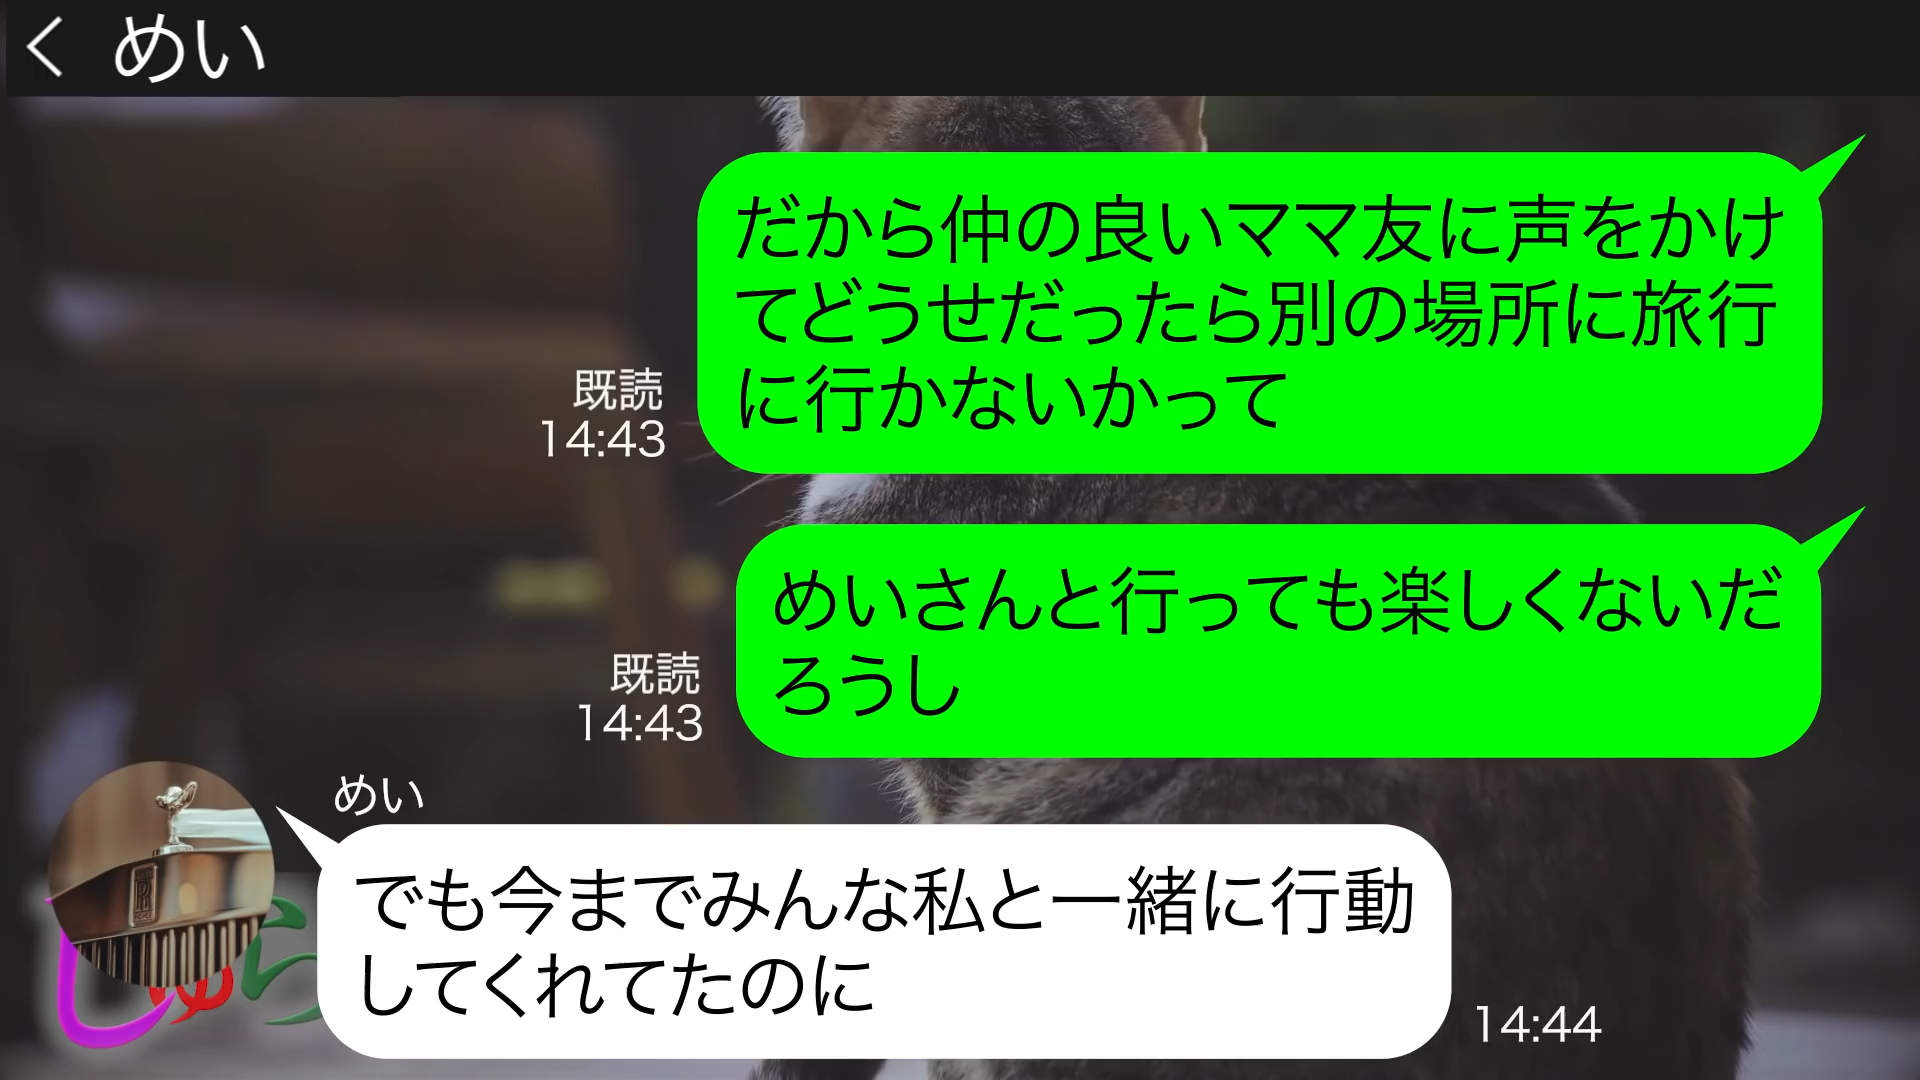 めい
だから仲の良いママ友に声をかけ
てどうせだったら別の場所に旅行
に行かないかって
既読
14:43
めいさんと行っても楽しくないだ
ろうし
既読
14:43
めい
でも今までみんな私と一緒に行動
してくれてたのに
14:44